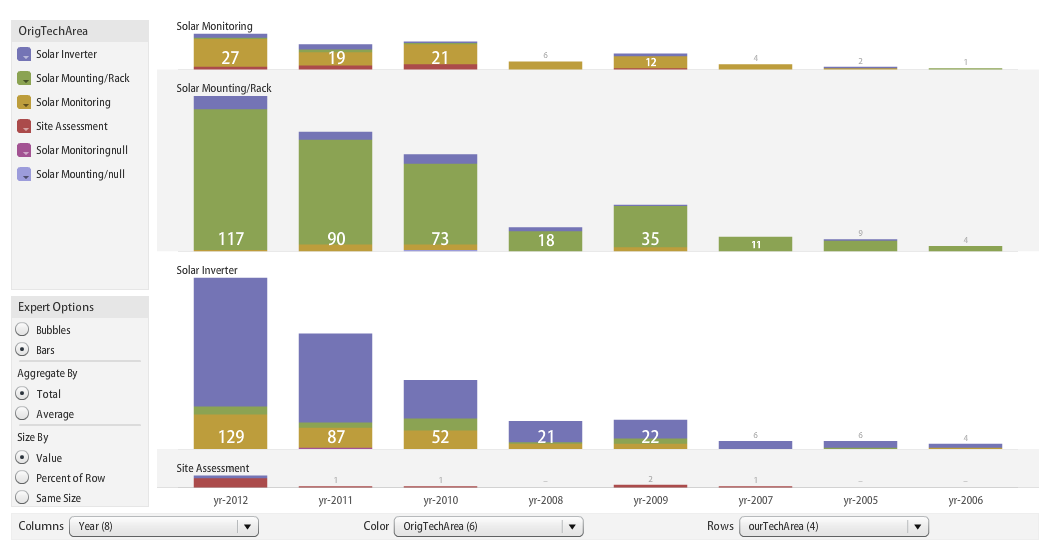 OrigTechArea
Solar Inverter
Solar Mounting/Rack
Solar Monitoring
Site Assessment
Solar Monitoringnull
Solar Mounting/null
Expert Options
Bubbles
Bars
Aggregate By
Total
Average
Size By
Value
Percent of Row
Same Size
Solar Monitoring
27 19 21 6 12 4 2 1
Solar Mounting/Rack
117 90 73 18 35 11 9 4
Solar Inverter
129 87 52 21 22 6 6 4
Site Assessment
1 1 – 2 1 – –
yr-2012 yr-2011 yr-2010 yr-2008 yr-2009 yr-2007 yr-2005 yr-2006
Columns Year (8) Color OrigTechArea (6) Rows ourTechArea (4)